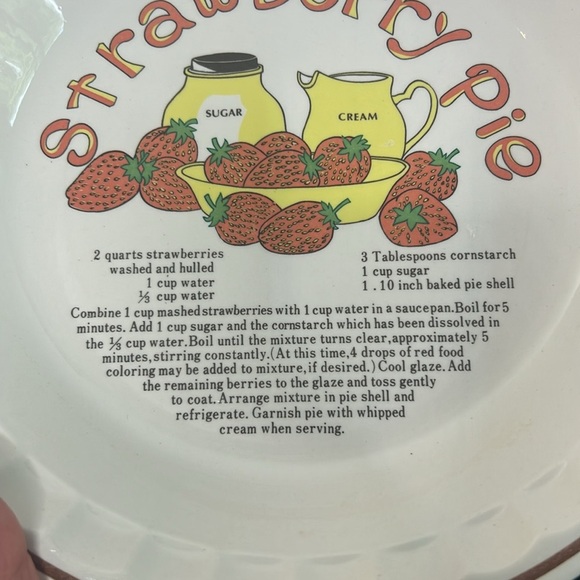 Strawberry Pie
SUGAR
CREAM
2 quarts strawberries
washed and hulled
1 cup water
⅓ cup water
3 Tablespoons cornstarch
1 cup sugar
1 . 10 inch baked pie shell
Combine 1 cup mashed strawberries with 1 cup water in a saucepan. Boil for 5
minutes. Add 1 cup sugar and the cornstarch which has been dissolved in
the ⅓ cup water. Boil until the mixture turns clear, approximately 5
minutes, stirring constantly. (At this time, 4 drops of red food
coloring may be added to mixture, if desired.) Cool glaze. Add
the remaining berries to the glaze and toss gently
to coat. Arrange mixture in pie shell and
refrigerate. Garnish pie with whipped
cream when serving.